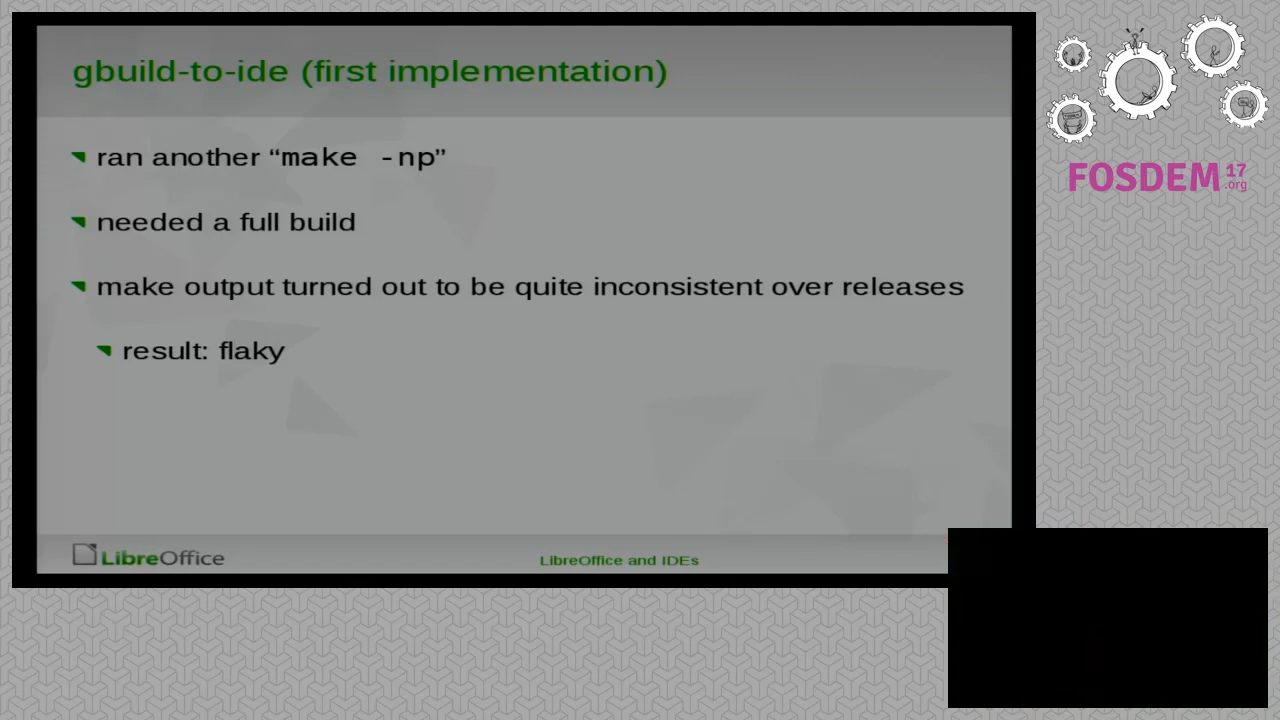 gbuild-to-ide (first implementation)
ran another “make -np”
needed a full build
make output turned out to be quite inconsistent over releases
result: flaky
LibreOffice
LibreOffice and IDEs
FOSDEM 17
.org